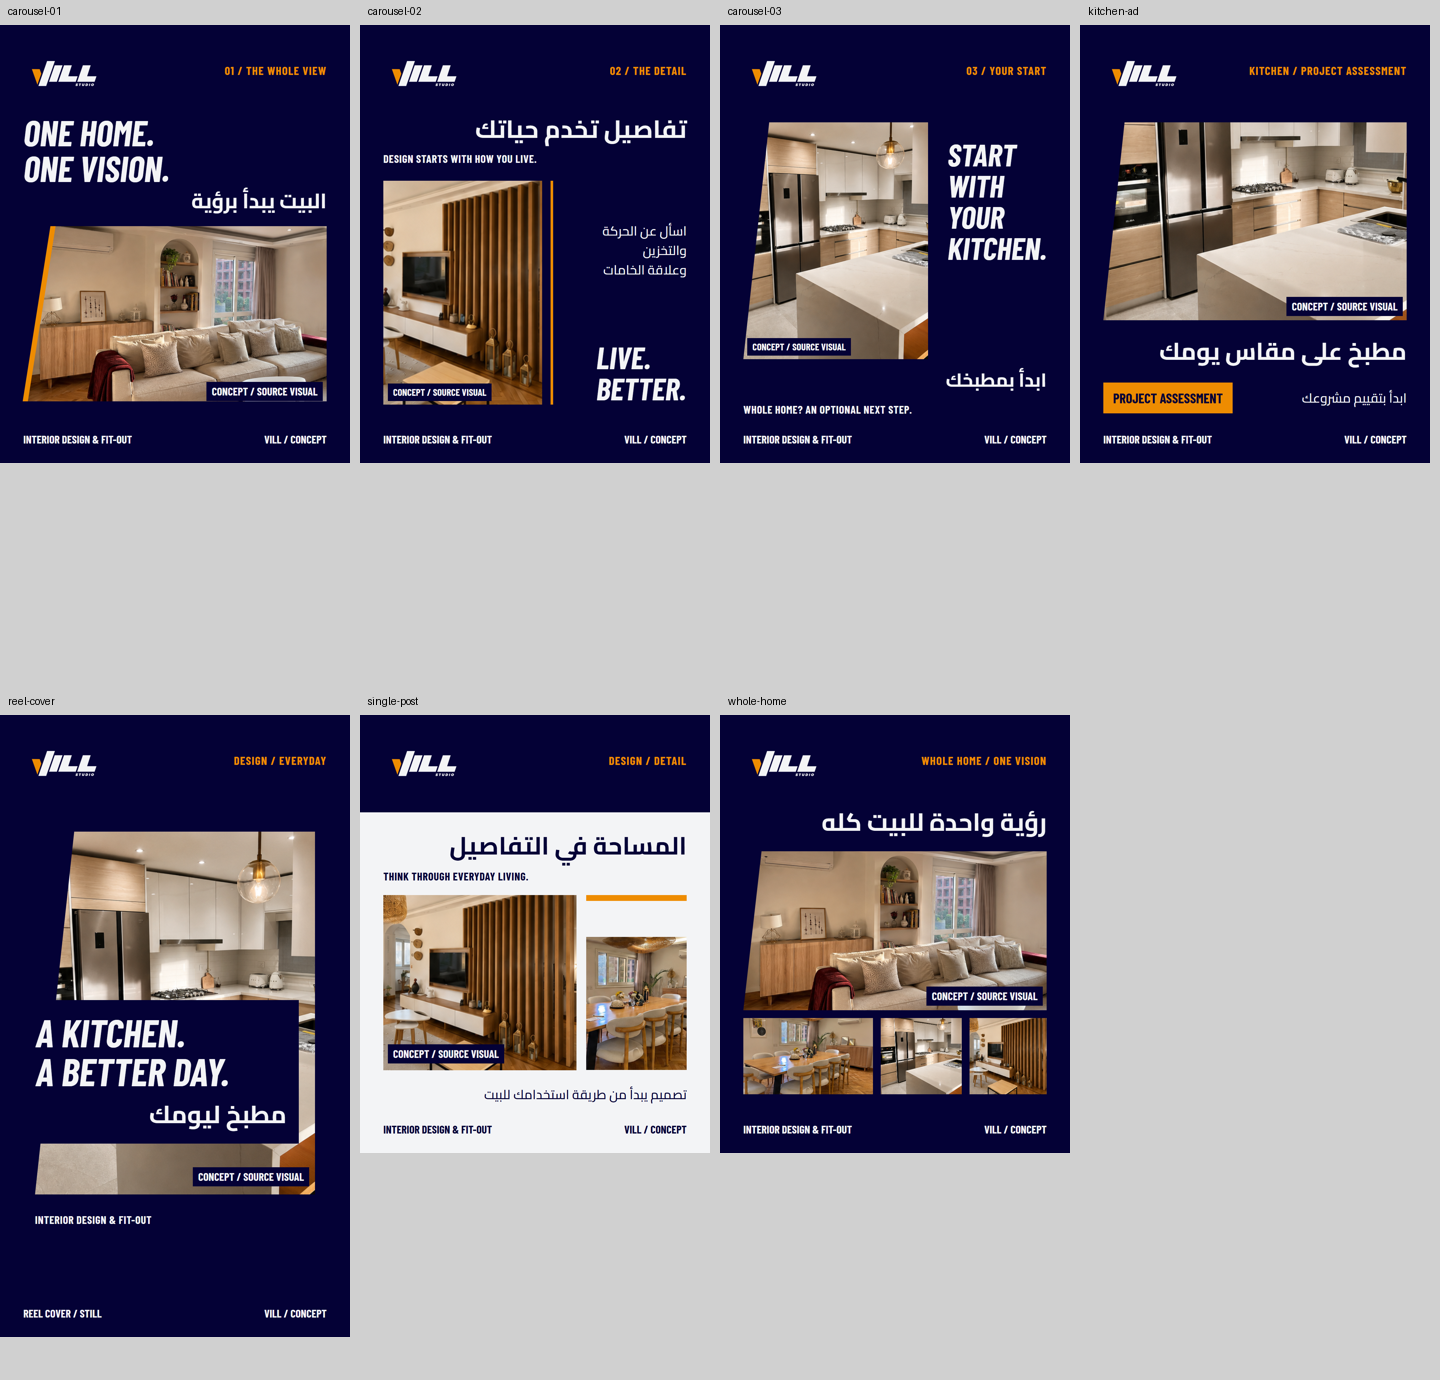 carousel-01
VILL
STUDIO
01 / THE WHOLE VIEW
ONE HOME.
ONE VISION.
البيت يبدأ برؤية
CONCEPT / SOURCE VISUAL
INTERIOR DESIGN & FIT-OUT
VILL / CONCEPT
carousel-02
VILL
STUDIO
02 / THE DETAIL
تفاصيل تخدم حياتك
DESIGN STARTS WITH HOW YOU LIVE.
اسأل عن الحركة
والتخزين
وعلاقة الخامات
LIVE.
BETTER.
CONCEPT / SOURCE VISUAL
INTERIOR DESIGN & FIT-OUT
VILL / CONCEPT
carousel-03
VILL
STUDIO
03 / YOUR START
START
WITH
YOUR
KITCHEN.
CONCEPT / SOURCE VISUAL
ابدأ بمطبخك
WHOLE HOME? AN OPTIONAL NEXT STEP.
INTERIOR DESIGN & FIT-OUT
VILL / CONCEPT
kitchen-ad
VILL
STUDIO
KITCHEN / PROJECT ASSESSMENT
CONCEPT / SOURCE VISUAL
مطبخ على مقاس يومك
PROJECT ASSESSMENT
ابدأ بتقييم مشروعك
INTERIOR DESIGN & FIT-OUT
VILL / CONCEPT
reel-cover
VILL
STUDIO
DESIGN / EVERYDAY
A KITCHEN.
A BETTER DAY.
مطبخ ليومك
CONCEPT / SOURCE VISUAL
INTERIOR DESIGN & FIT-OUT
REEL COVER / STILL
VILL / CONCEPT
single-post
VILL
STUDIO
DESIGN / DETAIL
المساحة في التفاصيل
THINK THROUGH EVERYDAY LIVING.
CONCEPT / SOURCE VISUAL
تصميم يبدأ من طريقة استخدامك للبيت
INTERIOR DESIGN & FIT-OUT
VILL / CONCEPT
whole-home
VILL
STUDIO
WHOLE HOME / ONE VISION
رؤية واحدة للبيت كله
CONCEPT / SOURCE VISUAL
INTERIOR DESIGN & FIT-OUT
VILL / CONCEPT